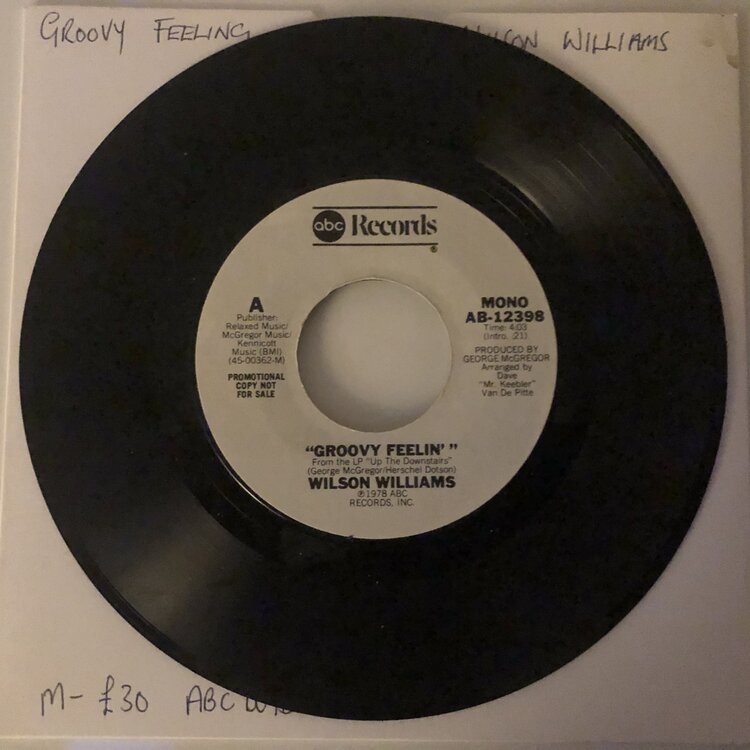 GROOVY FEELING WILLIAMS
abc Records
®
A
Publisher:
Relaxed Music/
McGregor Music/
Kennicott
Music (BMI)
(45-00362-M)
PROMOTIONAL
COPY NOT
FOR SALE
MONO
AB-12398
Time: 4:03
(Intro. :21)
PRODUCED BY
GEORGE McGREGOR
Arranged by
Dave
"Mr. Keebler"
Van De Pitte
"GROOVY FEELIN' "
From the LP "Up The Downstairs"
(George McGregor/Herschel Dotson)
WILSON WILLIAMS
℗1978 ABC
RECORDS, INC.
M- £30 ABC